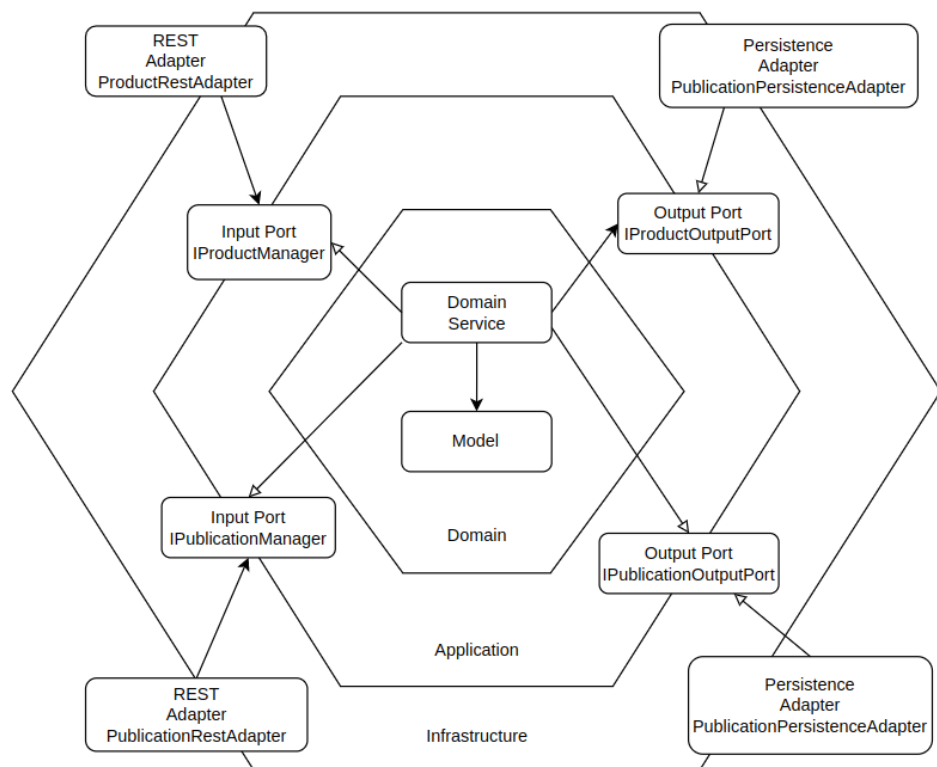 REST
Adapter
ProductRestAdapter
Persistence
Adapter
PublicationPersistenceAdapter
Input Port
IProductManager
Output Port
IProductOutputPort
Domain
Service
Model
Input Port
IPublicationManager
Domain
Output Port
IPublicationOutputPort
Application
REST
Adapter
PublicationRestAdapter
Infrastructure
Persistence
Adapter
PublicationPersistenceAdapter